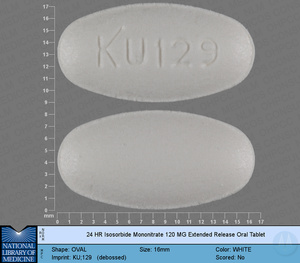 KU129
mm
24 HR Isosorbide Mononitrate 120 MG Extended Release Oral Tablet
NATIONAL
LIBRARY OF
MEDICINE
Shape: OVAL Size: 16mm Color: WHITE
Imprint: KU;129 (debossed) Scored: No